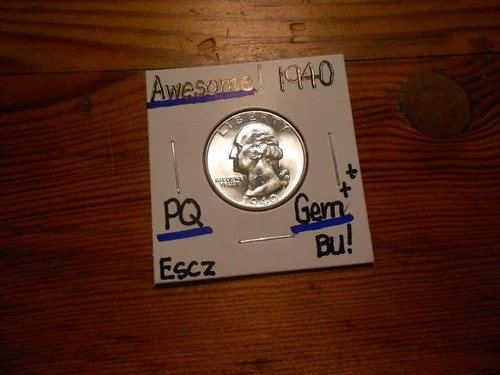 Awesome! 1940
LIBERTY
IN GOD WE
TRUST
1940
PQ
Gem++
BU!
Escz